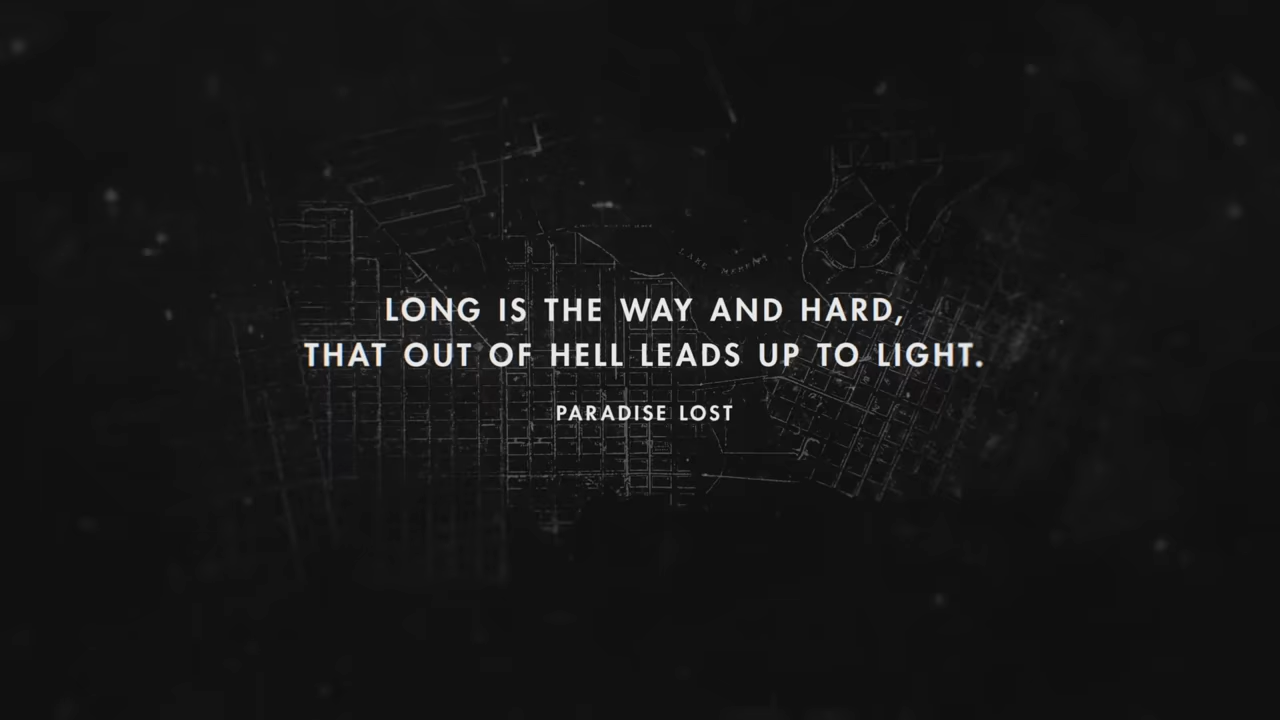 LONG IS THE WAY AND HARD,
THAT OUT OF HELL LEADS UP TO LIGHT.
PARADISE LOST